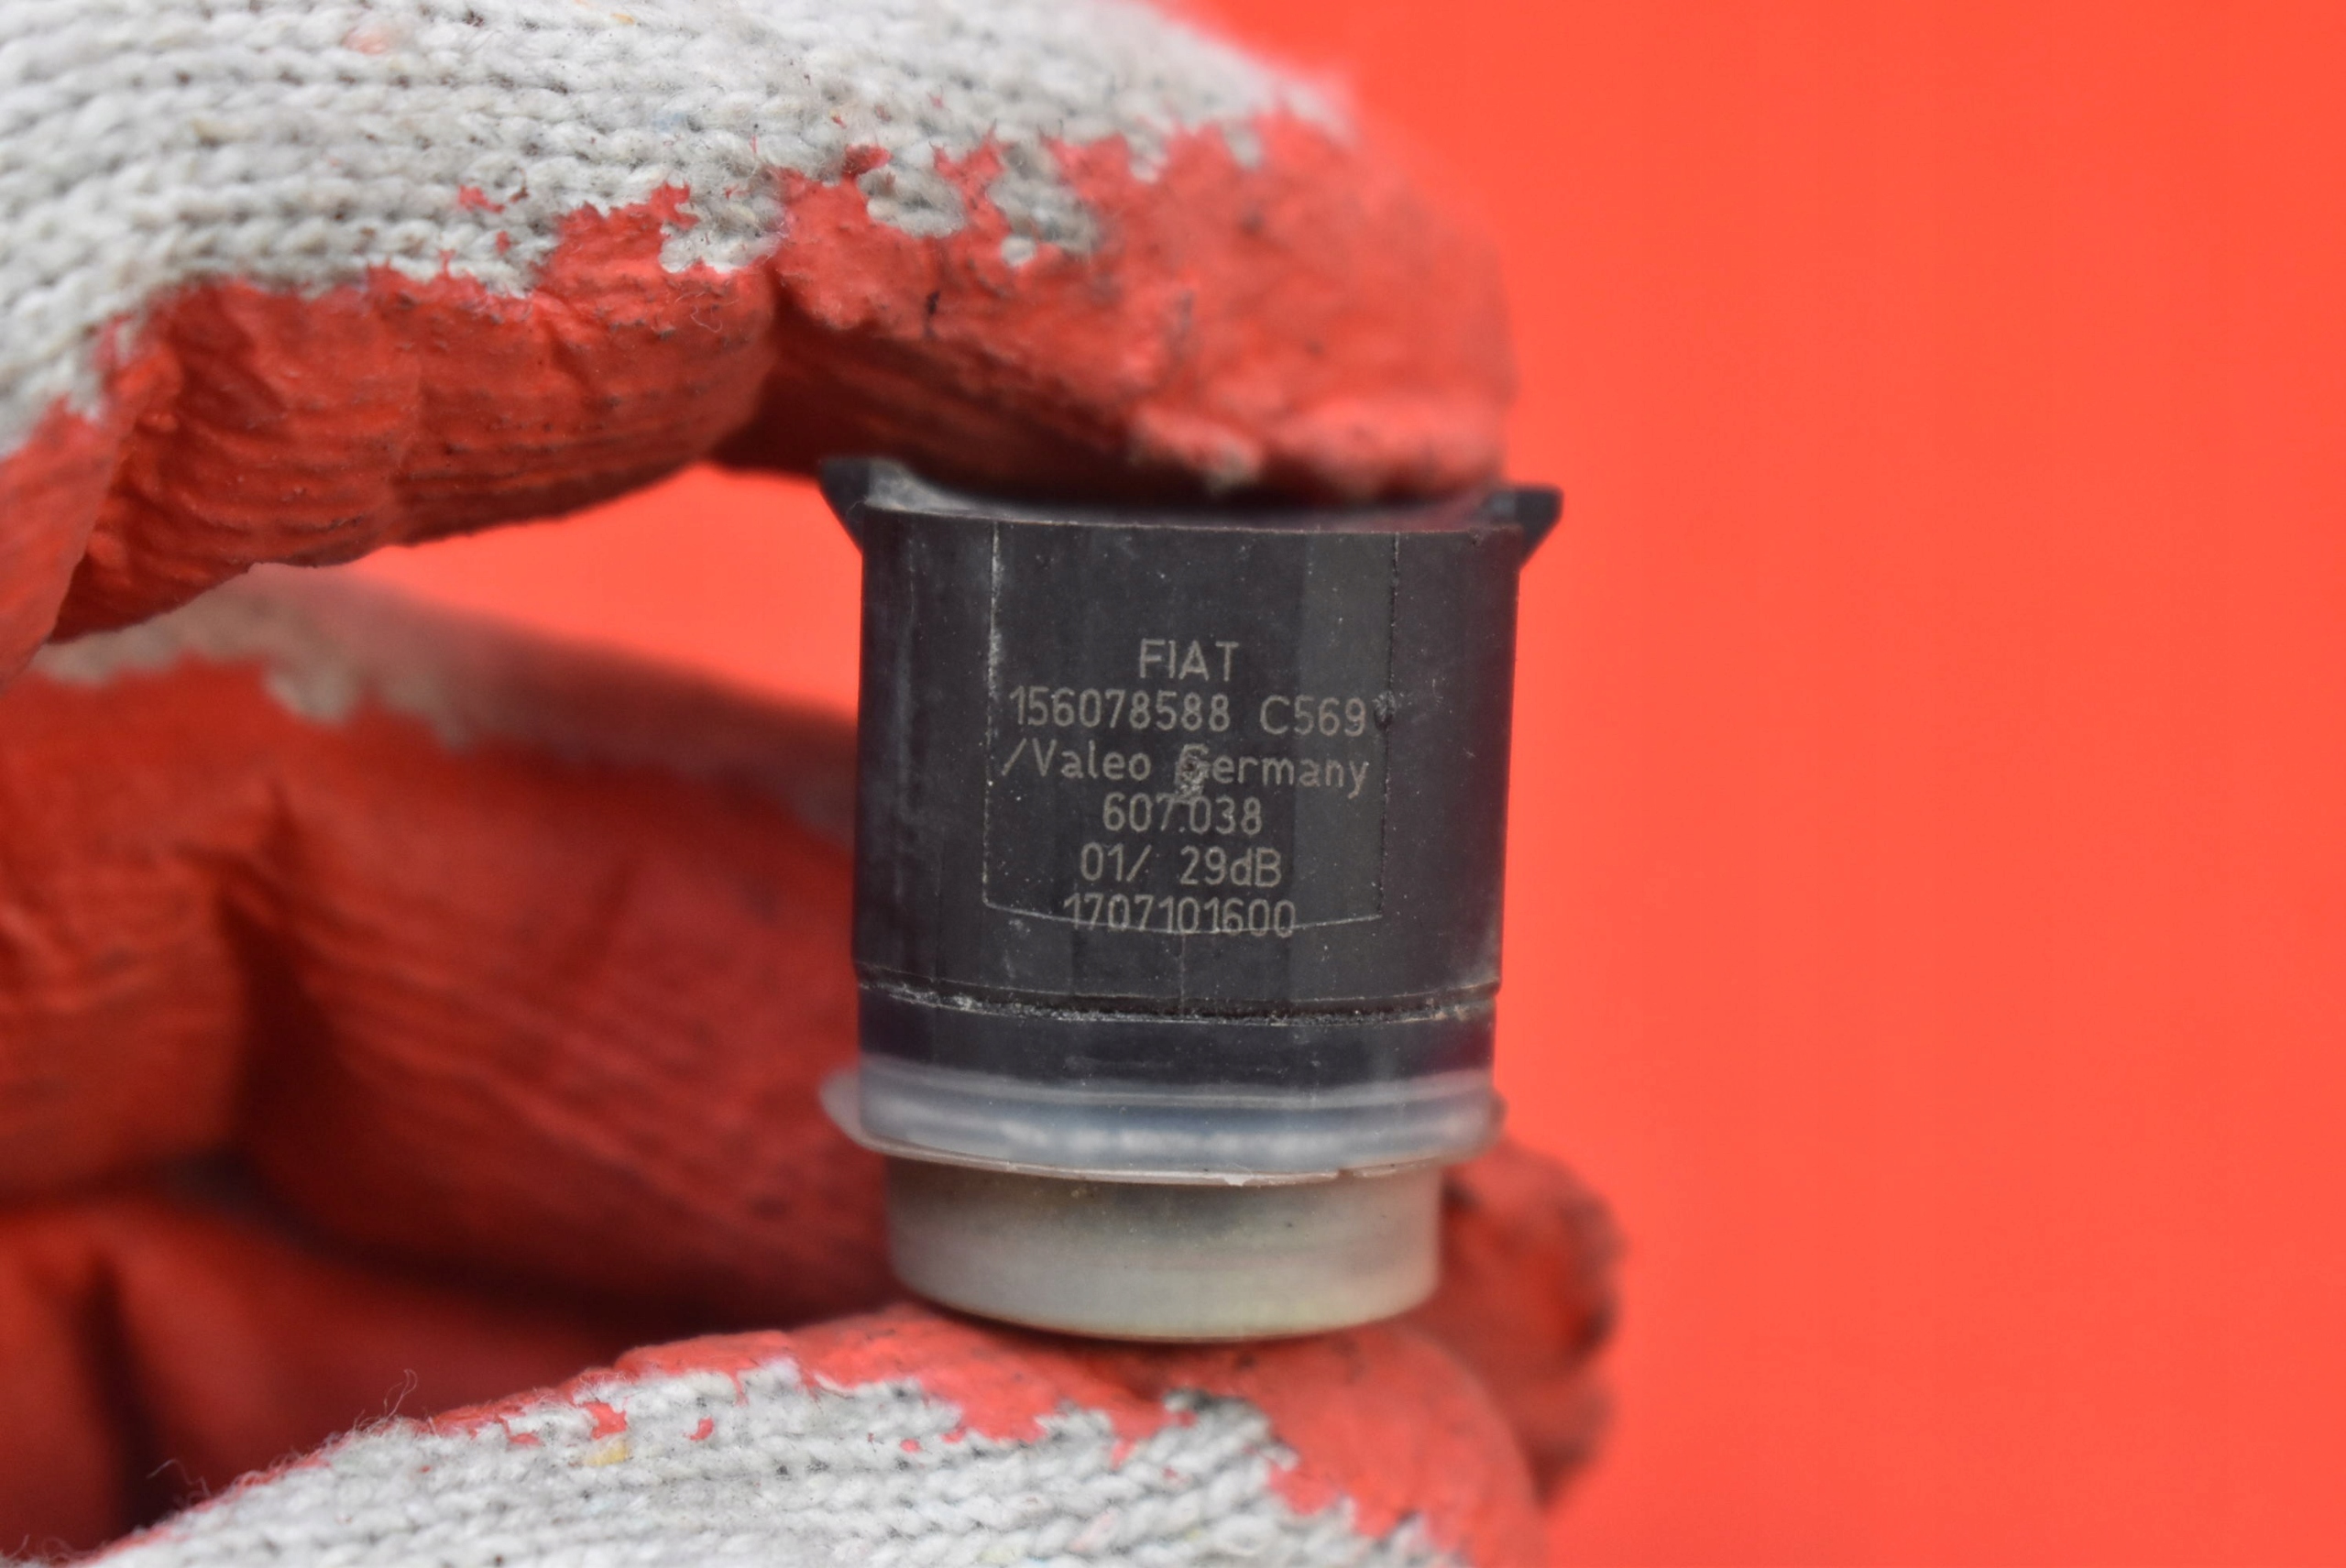 FIAT
156078588 C569
/Valeo Germany
607.038
01/ 29dB
1707101600